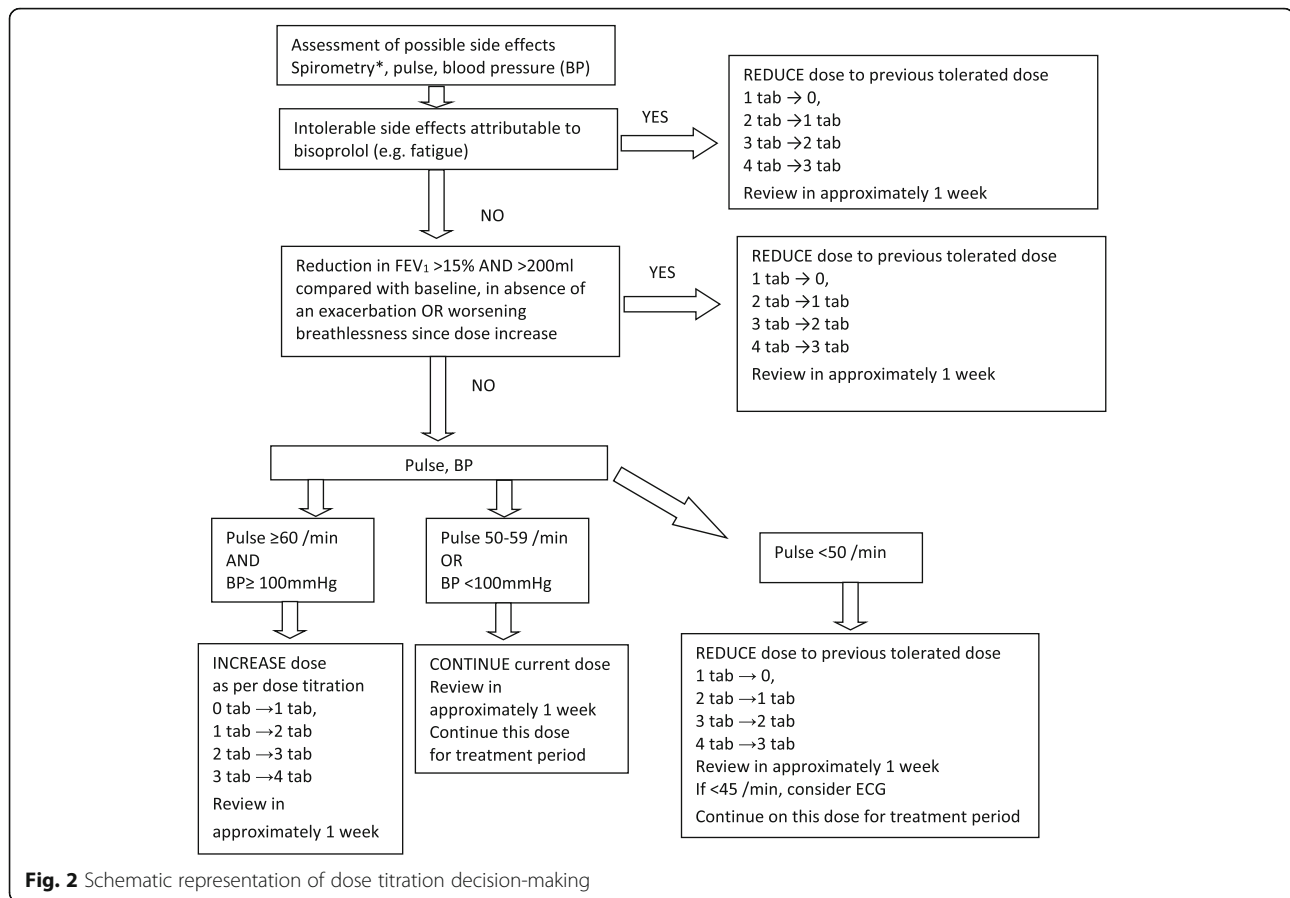 Assessment of possible side effects
Spirometry*, pulse, blood pressure (BP)
Intolerable side effects attributable to
bisoprolol (e.g. fatigue)
YES
REDUCE dose to previous tolerated dose
1 tab → 0,
2 tab →1 tab
3 tab →2 tab
4 tab →3 tab
Review in approximately 1 week
NO
Reduction in FEV₁ >15% AND >200ml
compared with baseline, in absence of
an exacerbation OR worsening
breathlessness since dose increase
YES
REDUCE dose to previous tolerated dose
1 tab → 0,
2 tab →1 tab
3 tab →2 tab
4 tab →3 tab
Review in approximately 1 week
NO
Pulse, BP
Pulse ≥60 /min
AND
BP≥ 100mmHg
Pulse 50-59 /min
OR
BP <100mmHg
Pulse <50 /min
INCREASE dose
as per dose titration
0 tab →1 tab,
1 tab →2 tab
2 tab →3 tab
3 tab →4 tab
Review in
approximately 1 week
CONTINUE current dose
Review in
approximately 1 week
Continue this dose
for treatment period
REDUCE dose to previous tolerated dose
1 tab → 0,
2 tab →1 tab
3 tab →2 tab
4 tab →3 tab
Review in approximately 1 week
If <45 /min, consider ECG
Continue on this dose for treatment period
Fig. 2 Schematic representation of dose titration decision-making